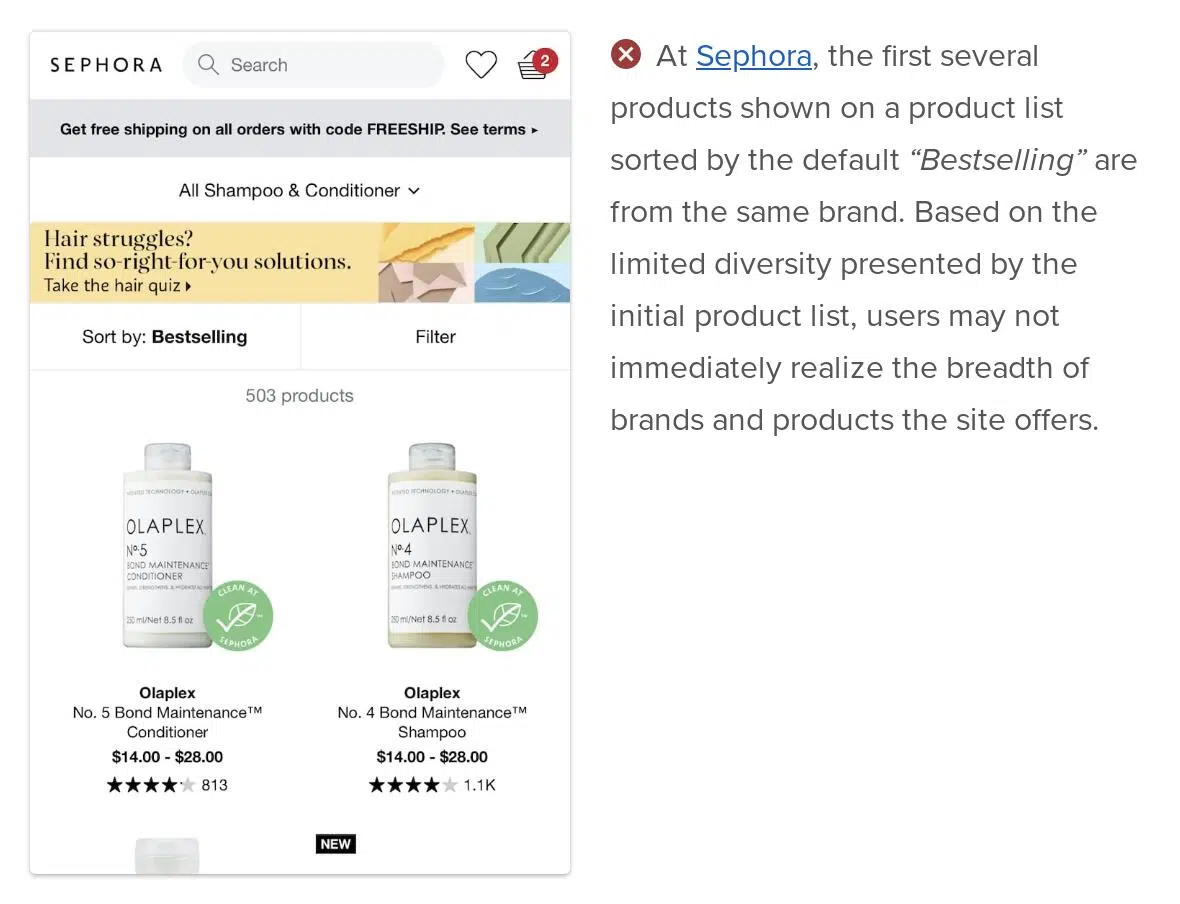 SEPHORA
Search
2
Get free shipping on all orders with code FREESHIP. See terms ▸
All Shampoo & Conditioner
Hair struggles?
Find so-right-for-you solutions.
Take the hair quiz
Sort by: Bestselling
Filter
503 products
OLAPLEX.
Nº.5
BOND MAINTENANCE™
CONDITIONER
250 ml/Net 8.5 fl oz
CLEAN AT
SEPHORA
OLAPLEX.
Nº.4
BOND MAINTENANCE™
SHAMPOO
250 ml/Net 8.5 fl oz
CLEAN AT
SEPHORA
Olaplex
No. 5 Bond Maintenance™
Conditioner
$14.00 - $28.00
813
Olaplex
No. 4 Bond Maintenance™
Shampoo
$14.00 - $28.00
1.1K
NEW
At Sephora, the first several
products shown on a product list
sorted by the default “Bestselling” are
from the same brand. Based on the
limited diversity presented by the
initial product list, users may not
immediately realize the breadth of
brands and products the site offers.